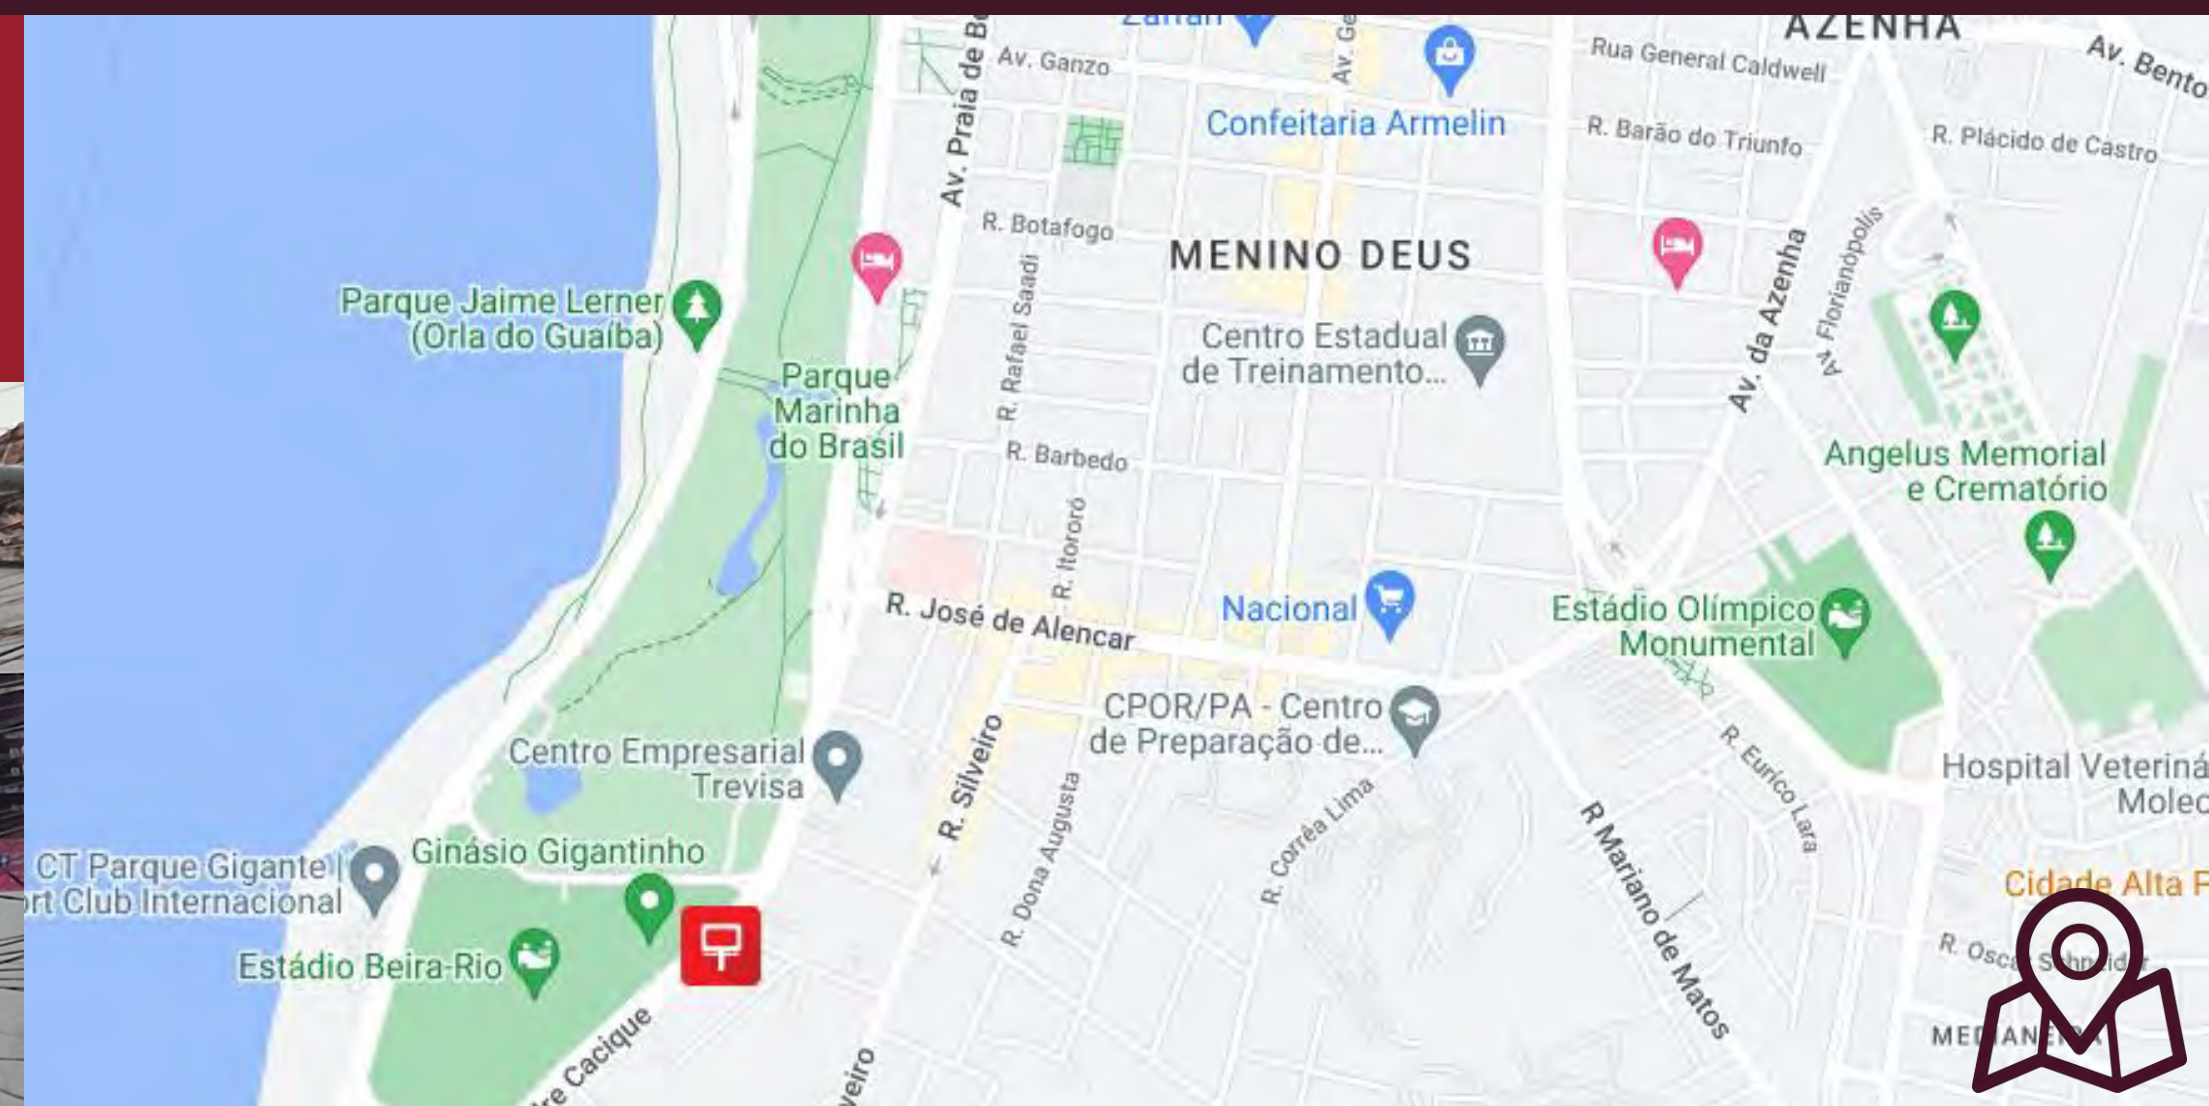 AZENHA
Av. Bento
Av. Ganzo
Rua General Caldwell
Confeitaria Armelin
R. Barão do Triunfo
R. Plácido de Castro
Av. Praia de
R. Botafogo
MENINO DEUS
Av. da Azenha
Av. Florianópolis
R. Rafael Saadi
Parque Jaime Lerner
(Orla do Guaíba)
Centro Estadual
de Treinamento...
Parque
Marinha
do Brasil
R. Barbedo
Angelus Memorial
e Crematório
R. Itororó
R. José de Alencar
Nacional
Estádio Olímpico
Monumental
CPOR/PA - Centro
de Preparação de...
Centro Empresarial
Trevisa
R. Silveiro
R. Dona Augusta
R. Corrêa Lima
R. Eurico Lara
R Mariano de Matos
Hospital Veteriná
Molec
CT Parque Gigante |
rt Club Internacional
Ginásio Gigantinho
Cidade Alta F
Estádio Beira-Rio
R. Oscar Schneider
re Cacique
veiro